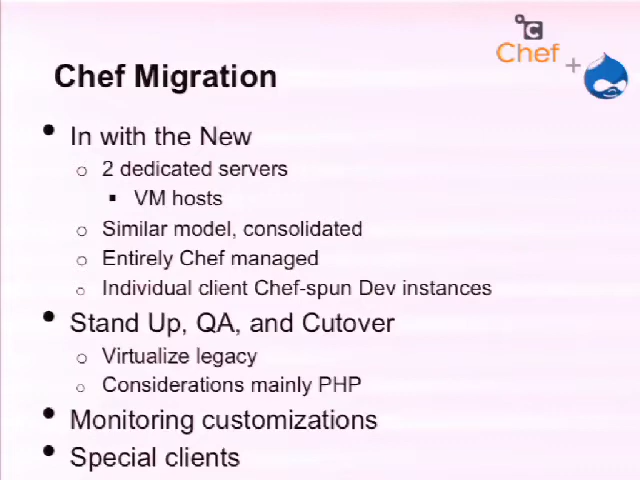 Chef
+
Chef Migration
• In with the New
○ 2 dedicated servers
▪ VM hosts
○ Similar model, consolidated
○ Entirely Chef managed
○ Individual client Chef-spun Dev instances
• Stand Up, QA, and Cutover
○ Virtualize legacy
○ Considerations mainly PHP
• Monitoring customizations
• Special clients